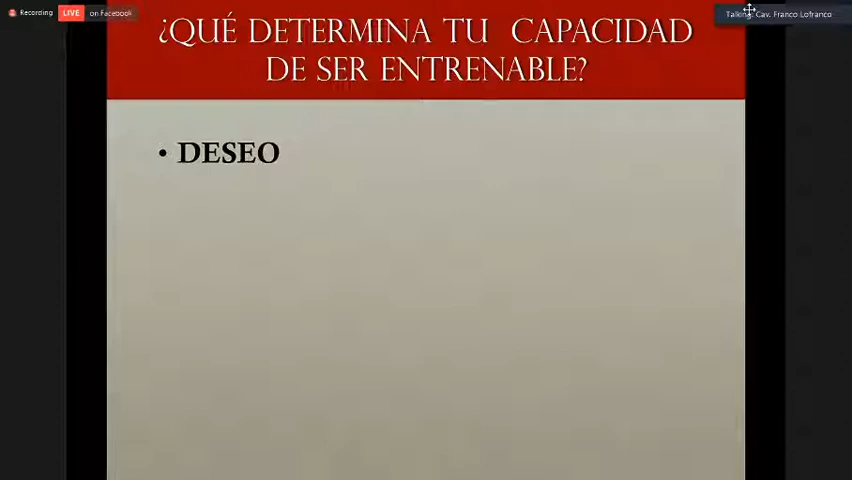 Recording LIVE on Facebook
Talking: Cav. Franco Lofranco
¿QUÉ DETERMINA TU CAPACIDAD
DE SER ENTRENABLE?
• DESEO